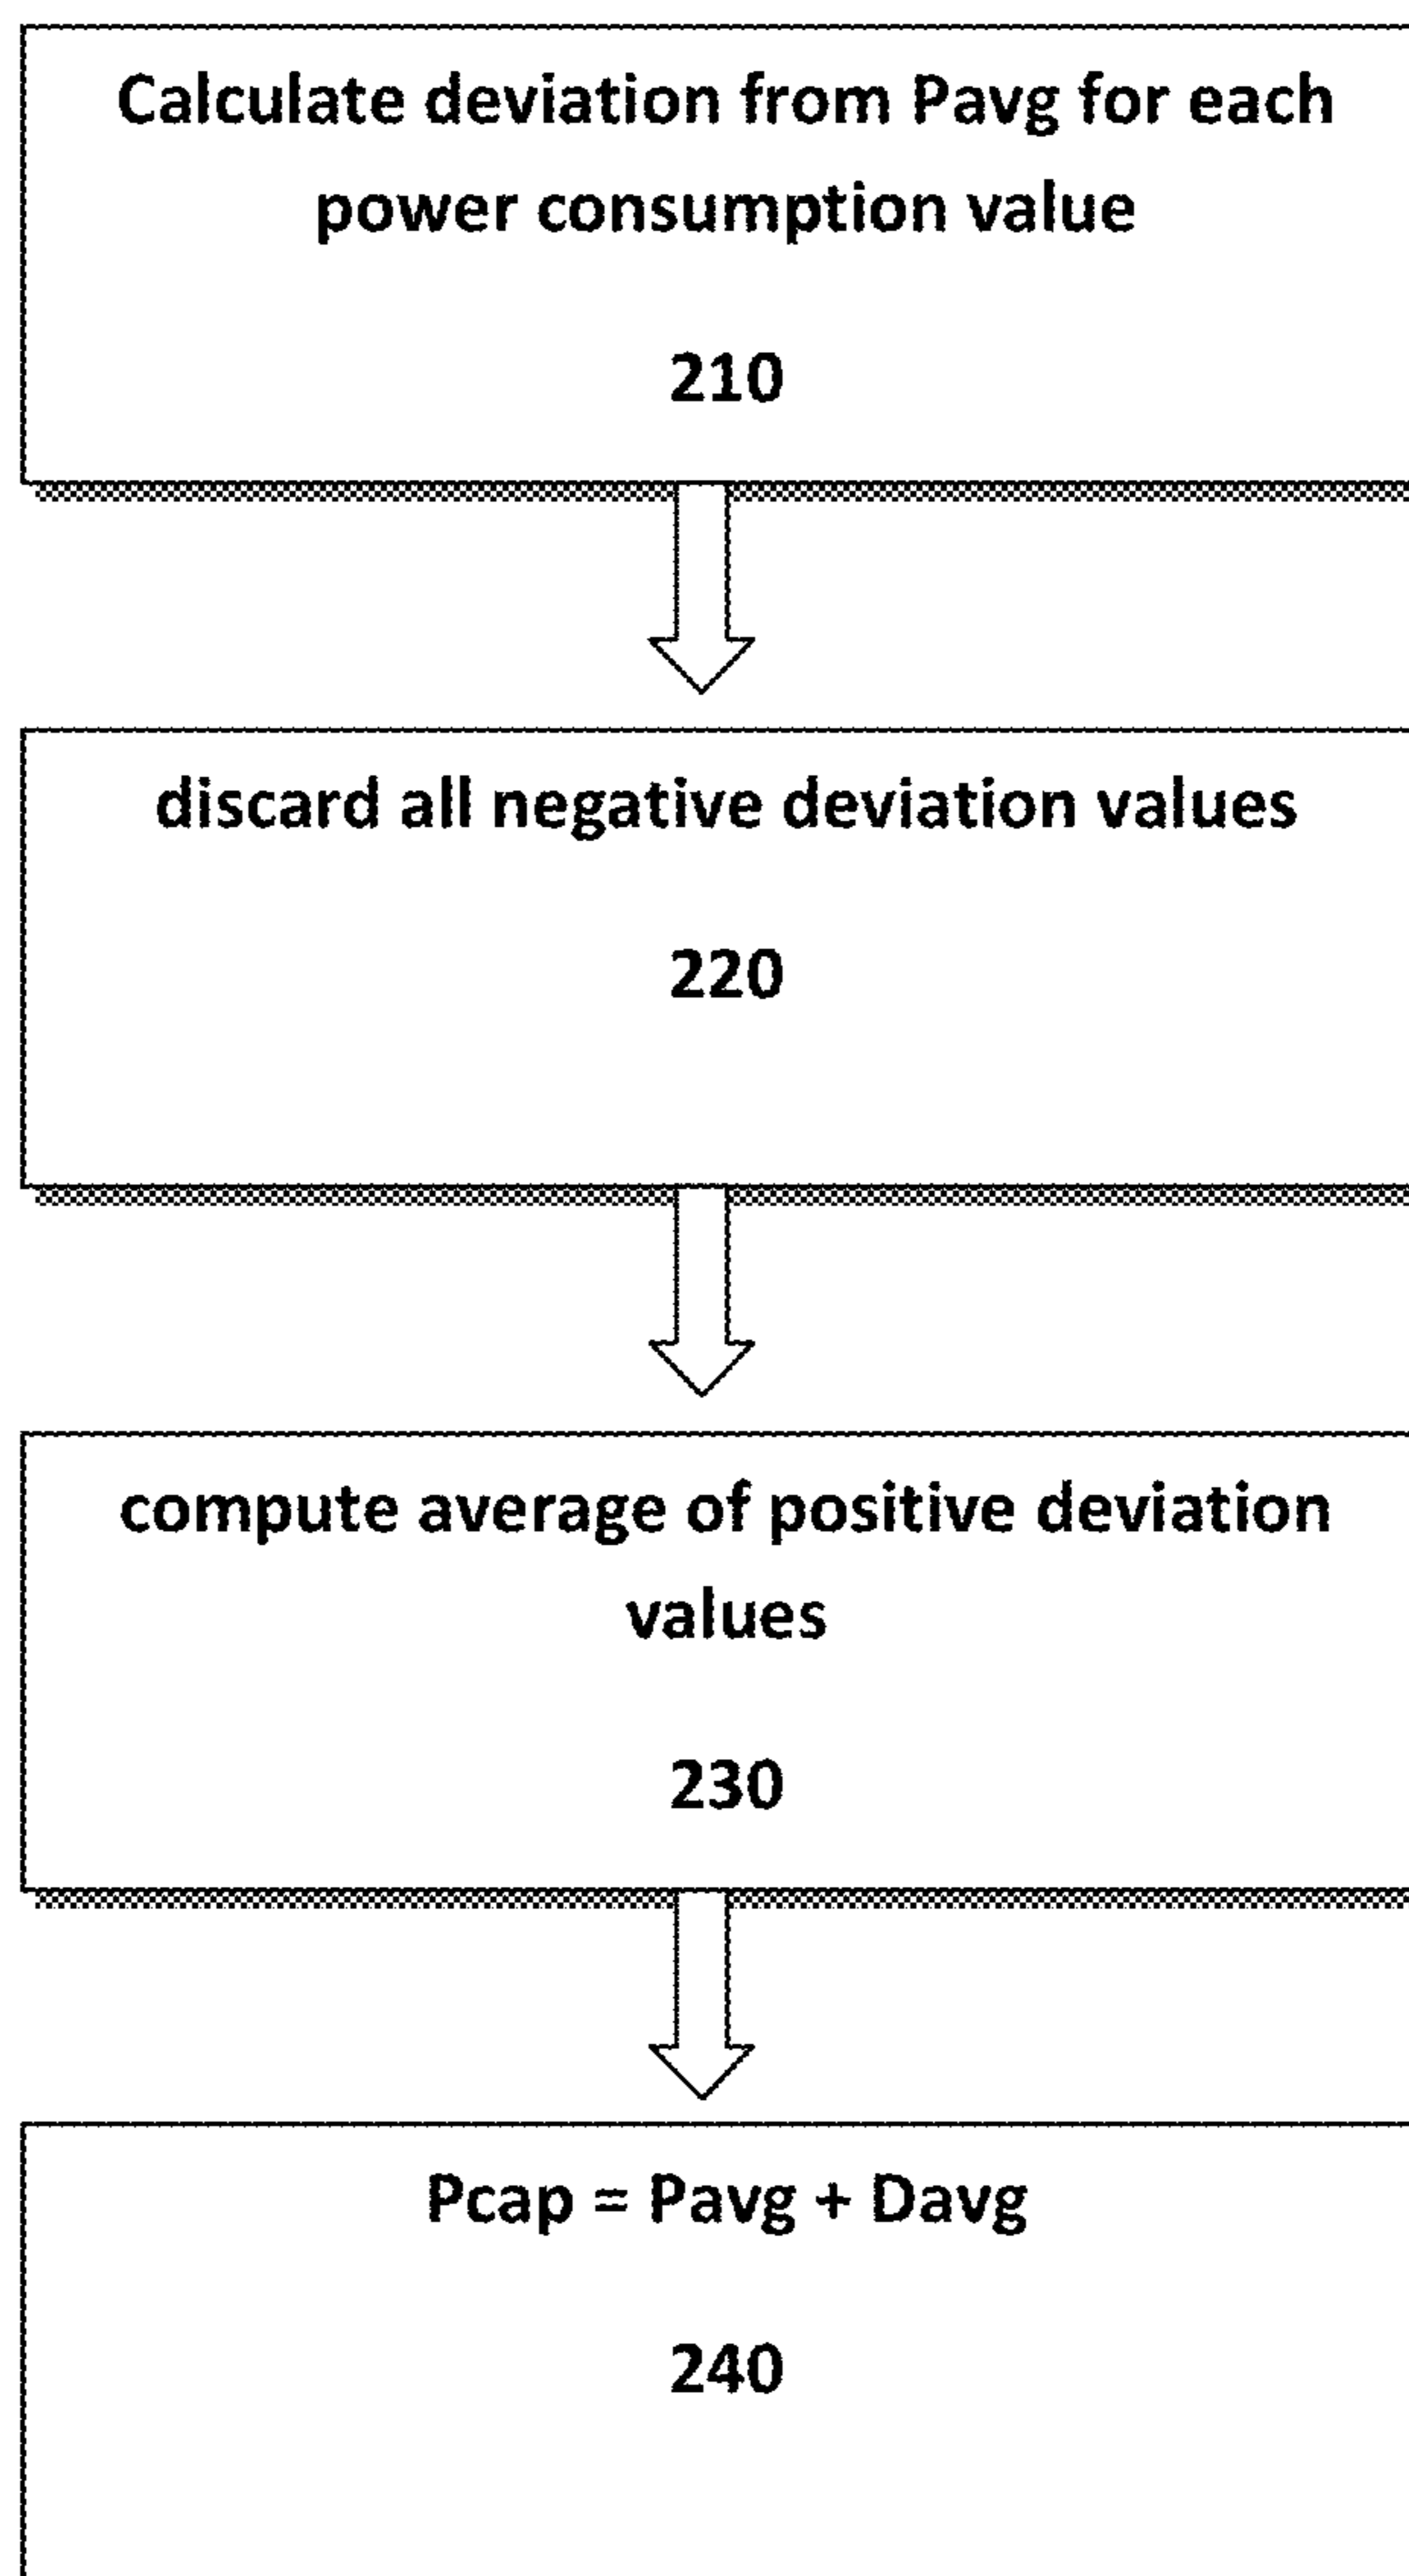 Calculate deviation from Pavg for each
power consumption value
210
discard all negative deviation values
220
compute average of positive deviation
values
230
Pcap = Pavg + Davg
240